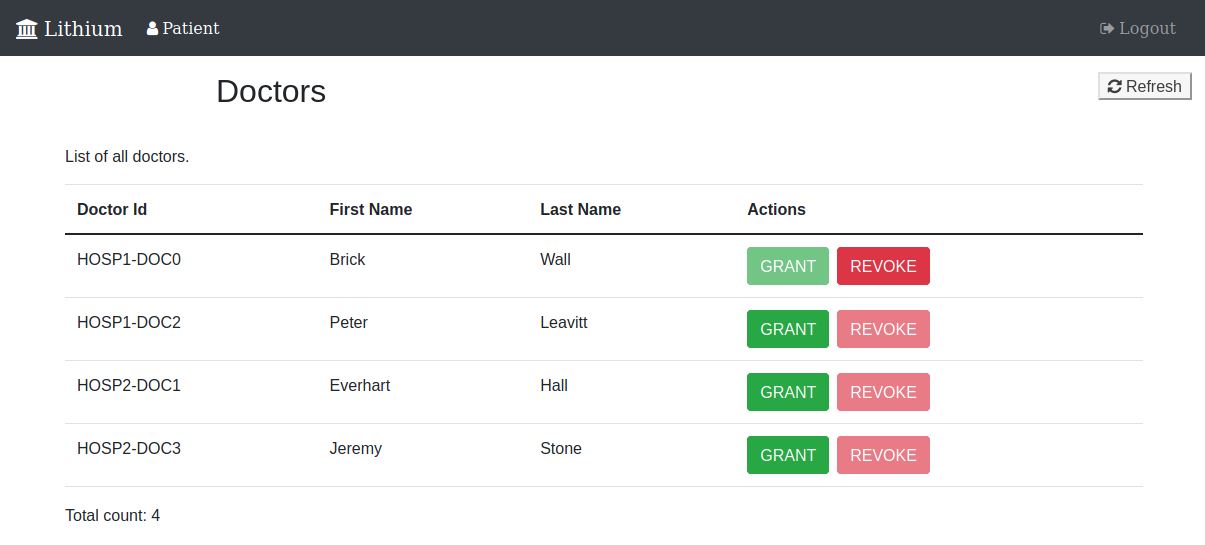 Lithium Patient Logout
Doctors Refresh
List of all doctors.
Doctor Id First Name Last Name Actions
HOSP1-DOC0 Brick Wall GRANT REVOKE
HOSP1-DOC2 Peter Leavitt GRANT REVOKE
HOSP2-DOC1 Everhart Hall GRANT REVOKE
HOSP2-DOC3 Jeremy Stone GRANT REVOKE
Total count: 4